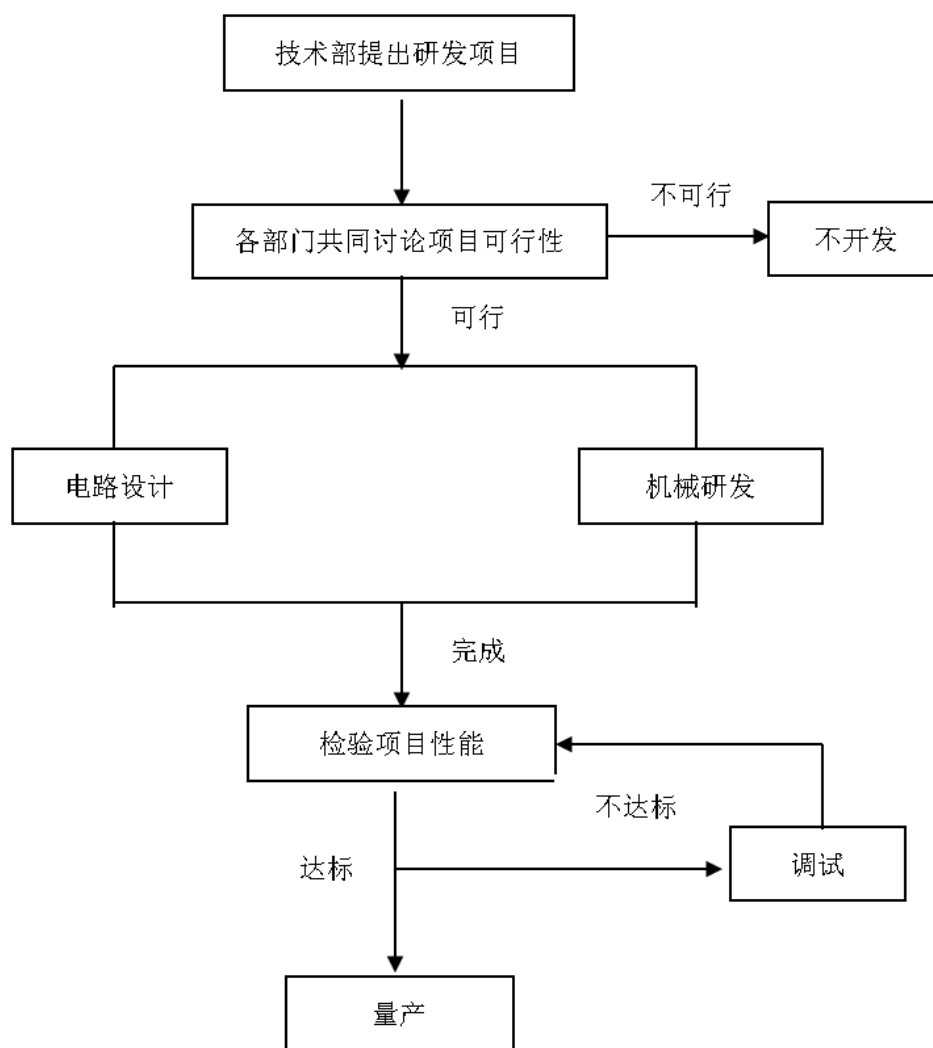 技术部提出研发项目
不可行
各部门共同讨论项目可行性
不开发
可行
电路设计
机械研发
完成
检验项目性能
不达标
达标
调试
量产